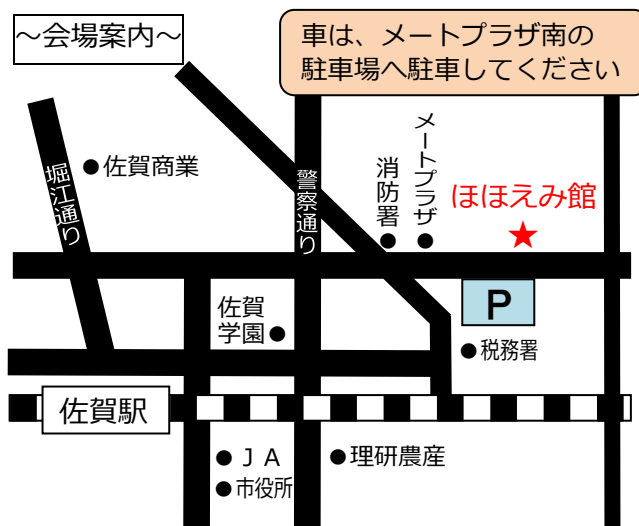 ~会場案内~
車は、メートプラザ南の
駐車場へ駐車してください
堀江通り
●佐賀商業
警察通り
消防署
メートプラザ
ほほえみ館
★
佐賀
学園●
P
●税務署
佐賀駅
●JA
●市役所
●理研農産